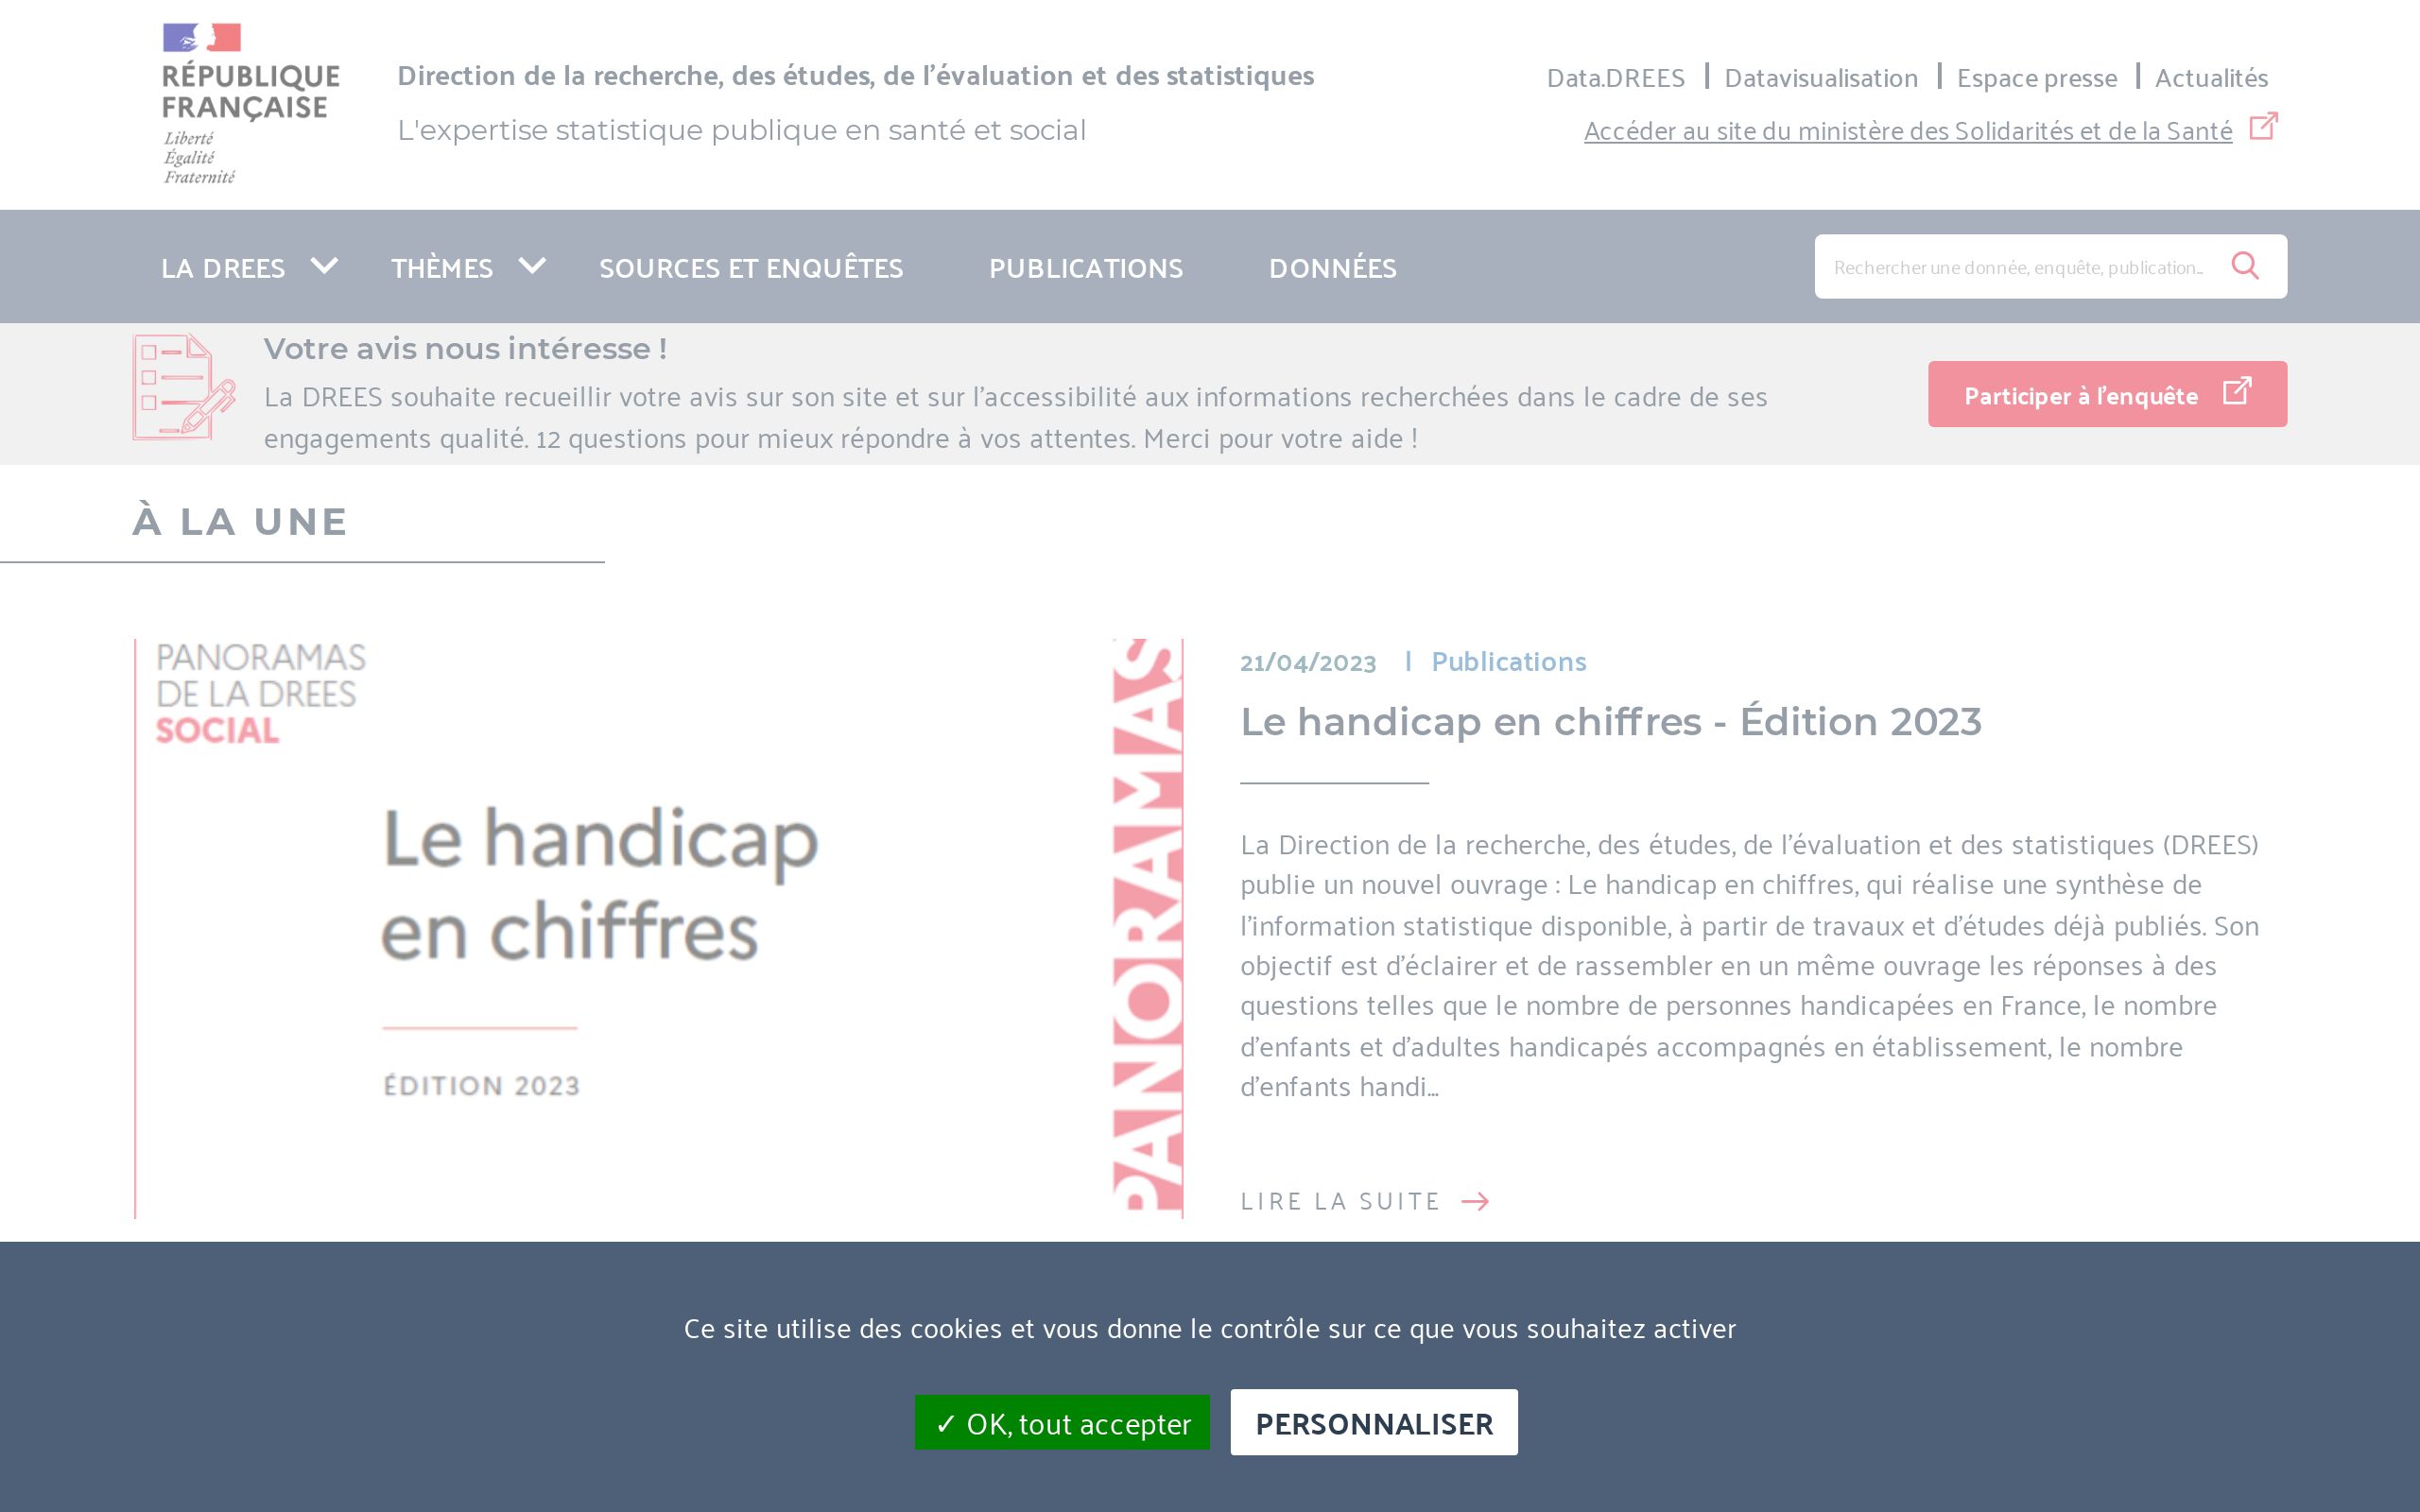 RÉPUBLIQUE
FRANÇAISE
Liberté
Égalité
Fraternité
Direction de la recherche, des études, de l'évaluation et des statistiques
L'expertise statistique publique en santé et social
Data.DREES | Datavisualisation | Espace presse | Actualités
Accéder au site du ministère des Solidarités et de la Santé
LA DREES THÈMES SOURCES ET ENQUÊTES PUBLICATIONS DONNÉES
Rechercher une donnée, enquête, publication...
Votre avis nous intéresse !
La DREES souhaite recueillir votre avis sur son site et sur l'accessibilité aux informations recherchées dans le cadre de ses
engagements qualité. 12 questions pour mieux répondre à vos attentes. Merci pour votre aide !
Participer à l'enquête
À LA UNE
PANORAMAS
DE LA DREES
SOCIAL
Le handicap
en chiffres
ÉDITION 2023
PANORAMAS
21/04/2023 | Publications
Le handicap en chiffres - Édition 2023
La Direction de la recherche, des études, de l'évaluation et des statistiques (DREES)
publie un nouvel ouvrage : Le handicap en chiffres, qui réalise une synthèse de
l'information statistique disponible, à partir de travaux et d'études déjà publiés. Son
objectif est d'éclairer et de rassembler en un même ouvrage les réponses à des
questions telles que le nombre de personnes handicapées en France, le nombre
d'enfants et d'adultes handicapés accompagnés en établissement, le nombre
d'enfants handi...
LIRE LA SUITE
Ce site utilise des cookies et vous donne le contrôle sur ce que vous souhaitez activer
✓ OK, tout accepter
PERSONNALISER